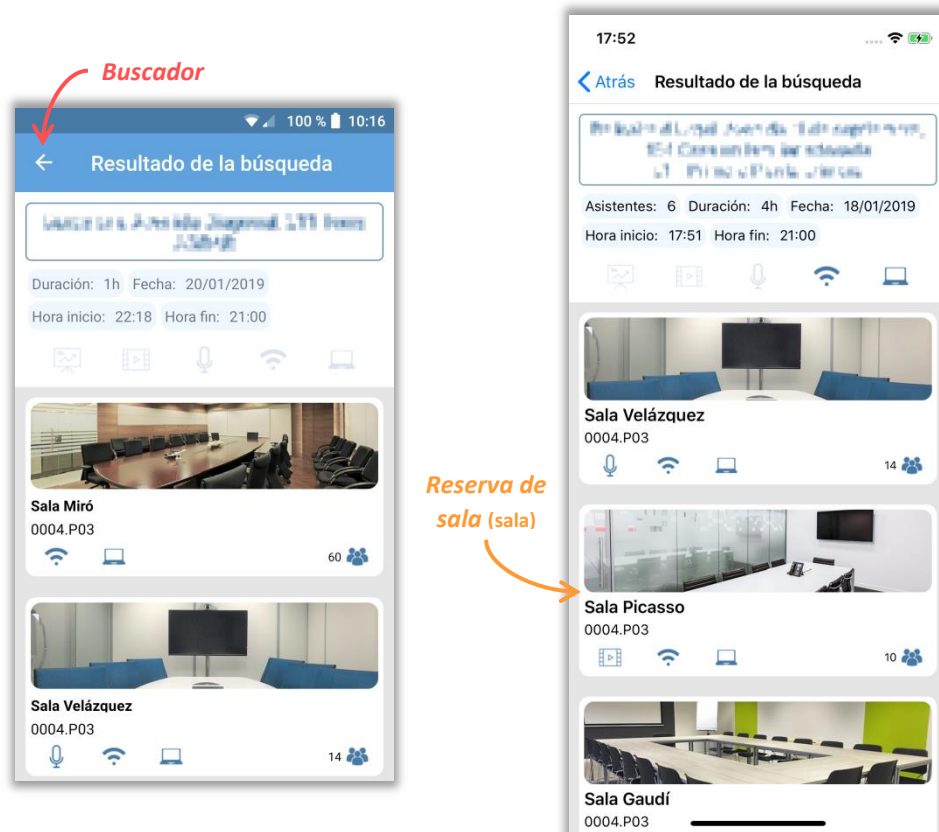 Buscador
100 % 10:16
Resultado de la búsqueda
Duración: 1h Fecha: 20/01/2019
Hora inicio: 22:18 Hora fin: 21:00
Sala Miró
0004.P03
60
Sala Velázquez
0004.P03
14
Reserva de
sala (sala)
17:52
Atrás Resultado de la búsqueda
Asistentes: 6 Duración: 4h Fecha: 18/01/2019
Hora inicio: 17:51 Hora fin: 21:00
Sala Velázquez
0004.P03
14
Sala Picasso
0004.P03
10
Sala Gaudí
0004.P03